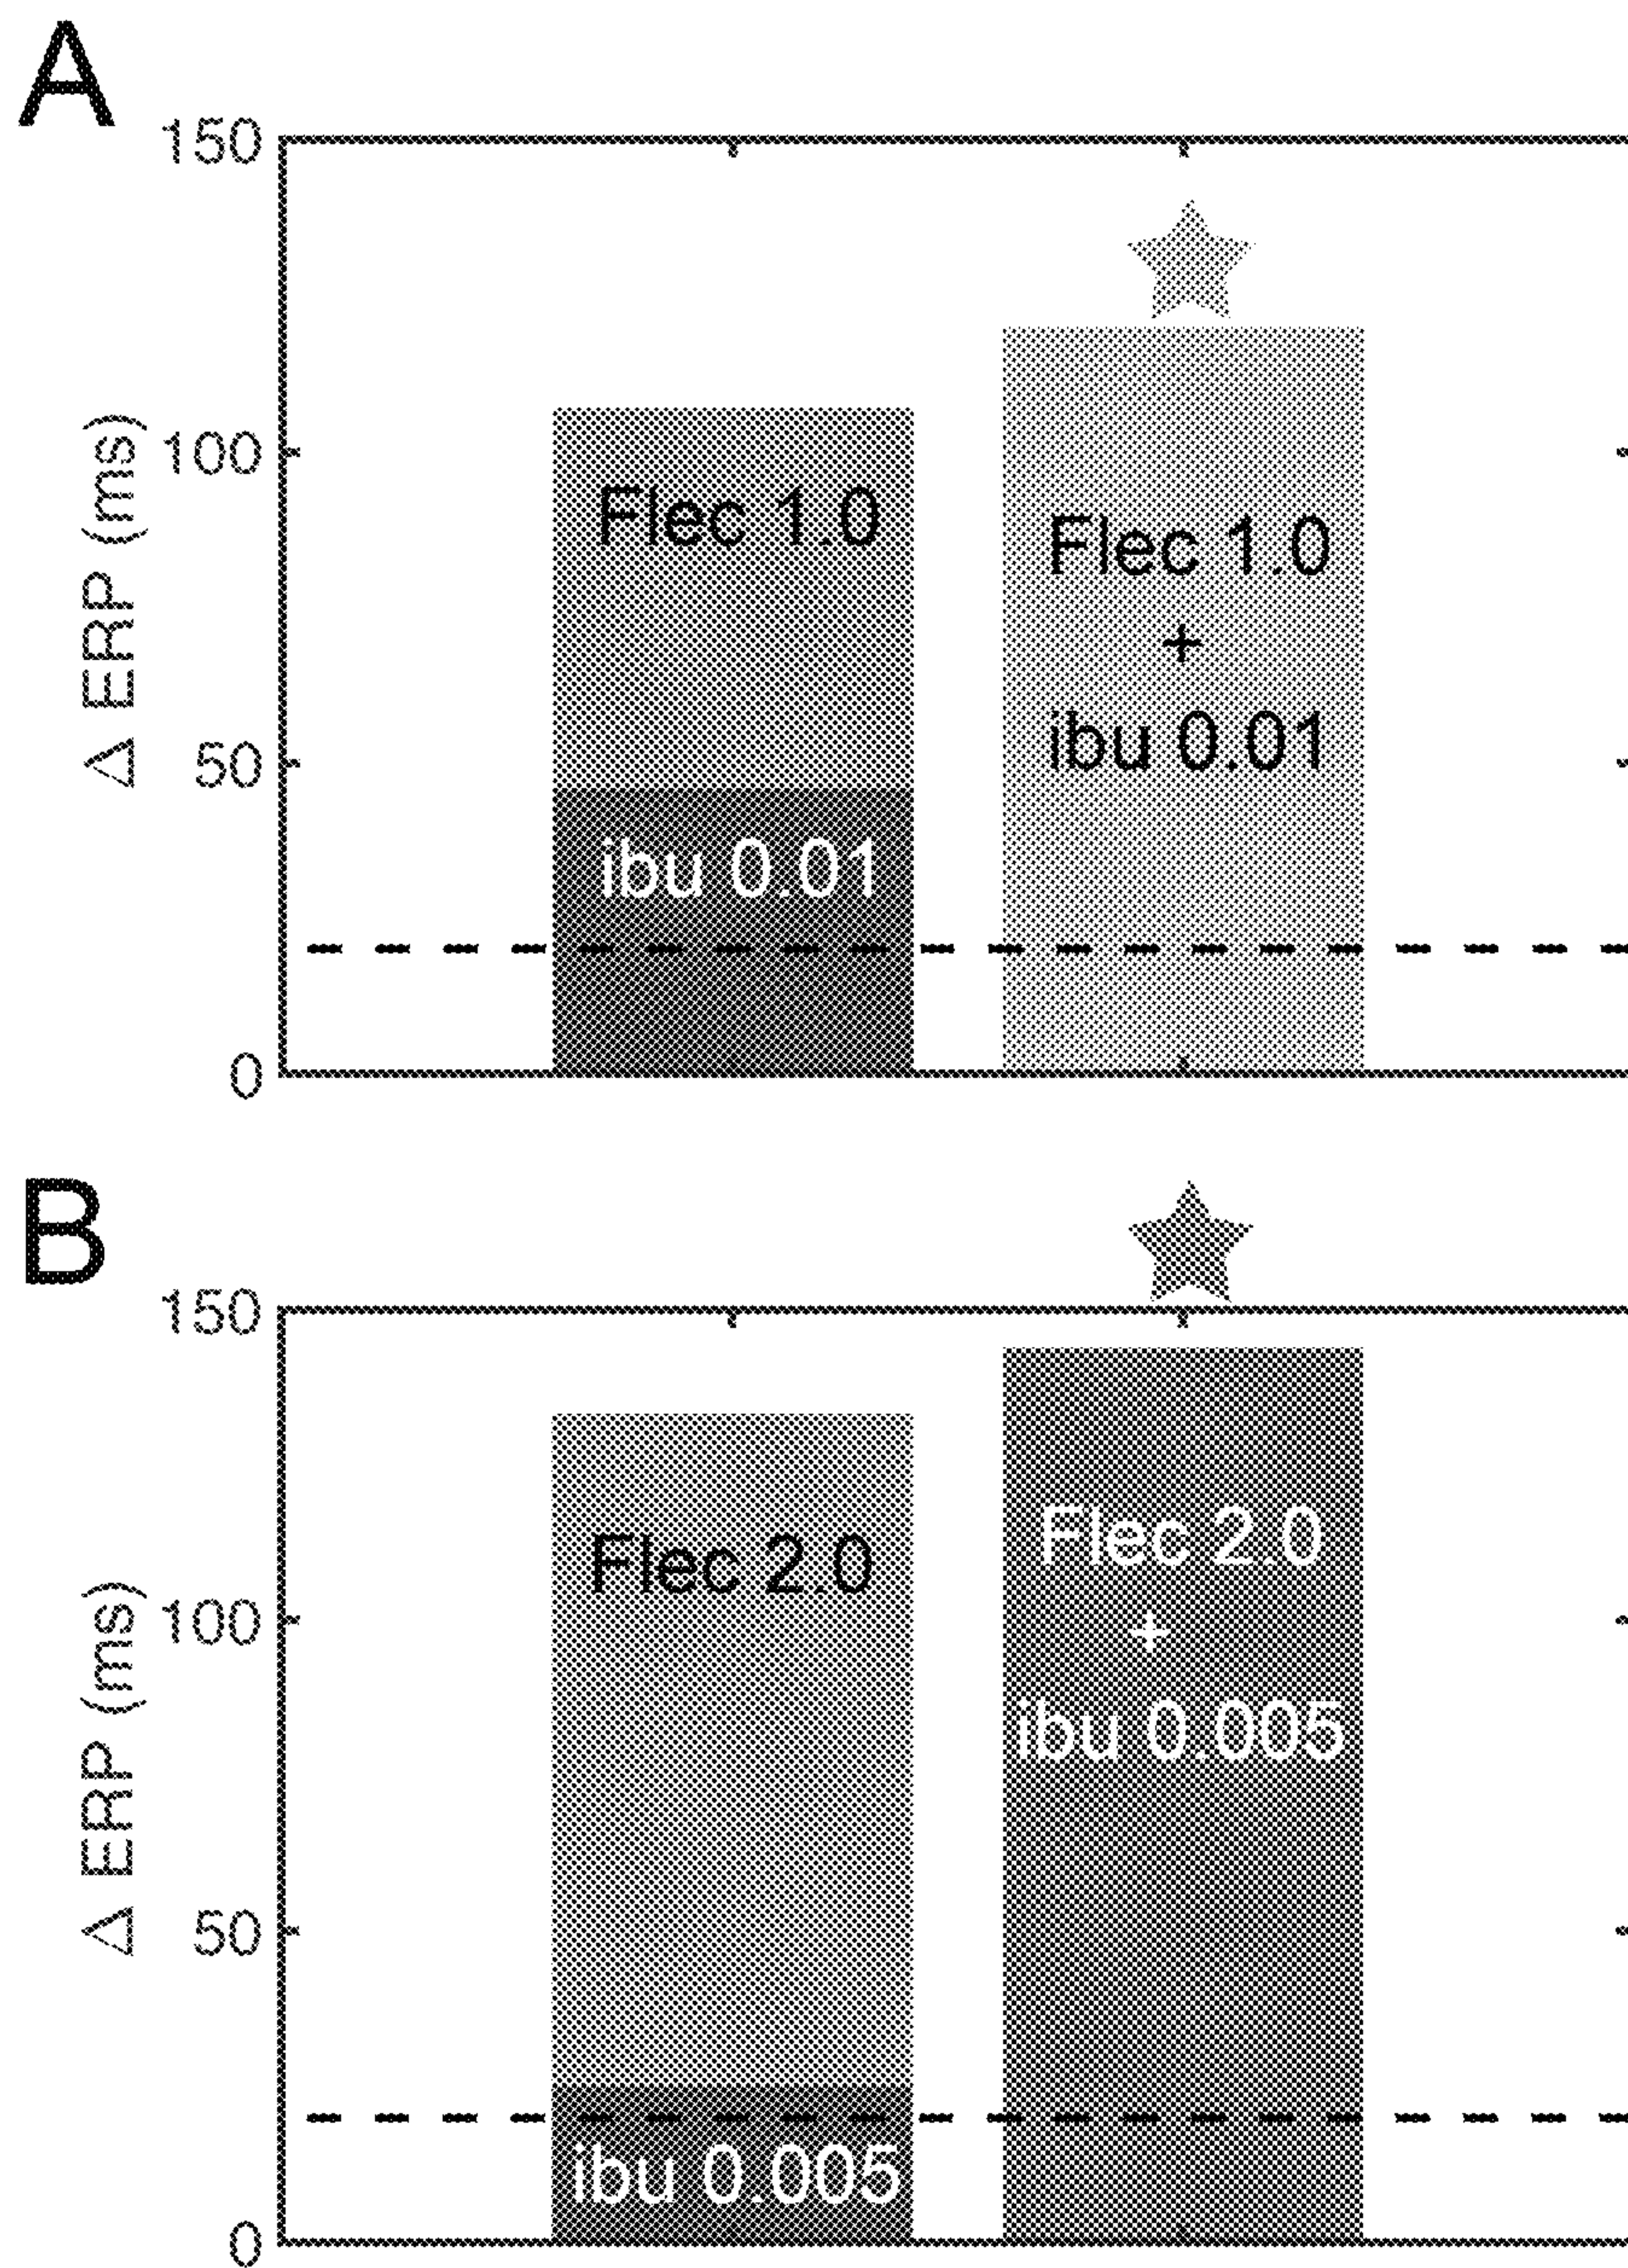 A
150
100
50
0
Δ ERP (ms)
Flec 1.0
ibu 0.01
Flec 1.0
+
ibu 0.01
B
150
100
50
0
Δ ERP (ms)
Flec 2.0
ibu 0.005
Flec 2.0
+
ibu 0.005